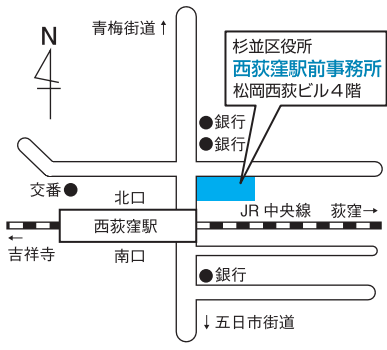 青梅街道↑
N
杉並区役所
西荻窪駅前事務所
松岡西荻ビル4階
●銀行
●銀行
交番●
北口
西荻窪駅
JR中央線
荻窪→
←
吉祥寺
南口
●銀行
↓五日市街道